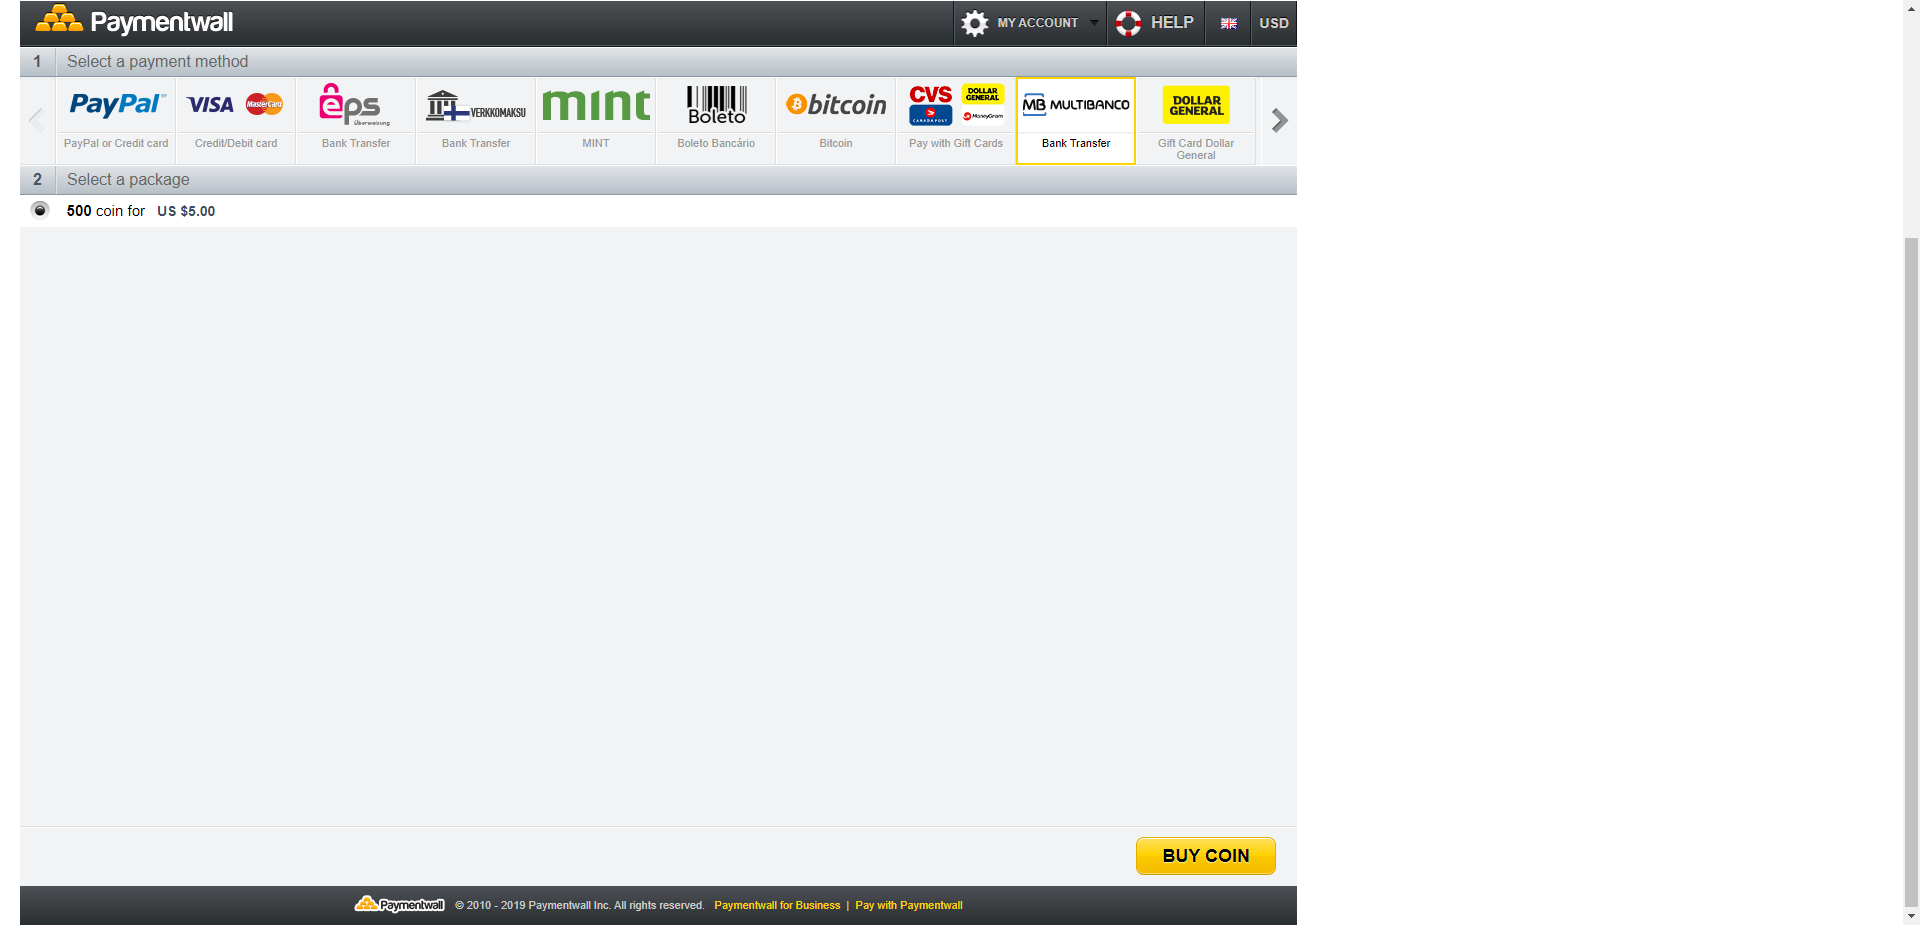 Paymentwall
MY ACCOUNT
HELP
USD
1 Select a payment method
PayPal
VISA MasterCard
eps Überweisung
VERKKOMAKSU
mint
Boleto
bitcoin
CVS DOLLAR GENERAL
CANADA POST MoneyGram
MB MULTIBANCO
DOLLAR GENERAL
PayPal or Credit card
Credit/Debit card
Bank Transfer
Bank Transfer
MINT
Boleto Bancário
Bitcoin
Pay with Gift Cards
Bank Transfer
Gift Card Dollar
General
2 Select a package
500 coin for US $5.00
BUY COIN
Paymentwall © 2010 - 2019 Paymentwall Inc. All rights reserved. Paymentwall for Business | Pay with Paymentwall